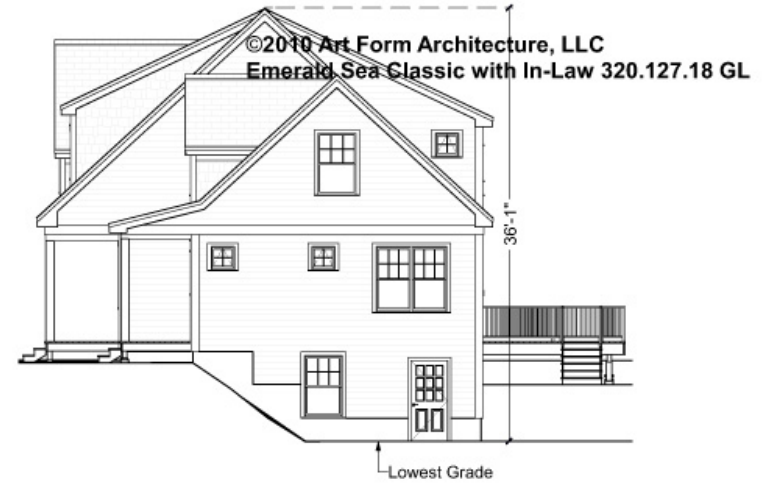 ©2010 Art Form Architecture, LLC
Emerald Sea Classic with In-Law 320.127.18 GL
36'-1"
Lowest Grade